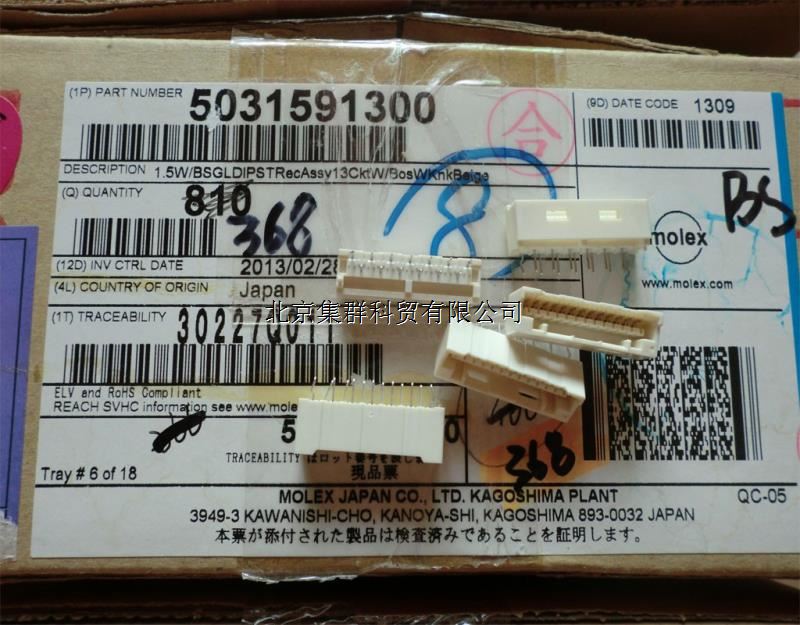 (1P) PART NUMBER 5031591300
合
(9D) DATE CODE 1309
DESCRIPTION 1.5W/BSGLDIPSTRecAssy13CktW/BosWKnkBeige
(Q) QUANTITY 810
368
8
BS
molex
www.molex.com
(12D) INV CTRL DATE 2013/02/28
(4L) COUNTRY OF ORIGIN Japan
北京集群科贸有限公司
(1T) TRACEABILITY 30227Q011
ELV and RoHS Compliant
REACH SVHC information see www.mole
5
368
TRACEABILITY はロット番号を表し
現品票
Tray # 6 of 18
MOLEX JAPAN CO., LTD. KAGOSHIMA PLANT
QC-05
3949-3 KAWANISHI-CHO, KANOYA-SHI, KAGOSHIMA 893-0032 JAPAN
本票が添付された製品は検査済みであることを証明します。